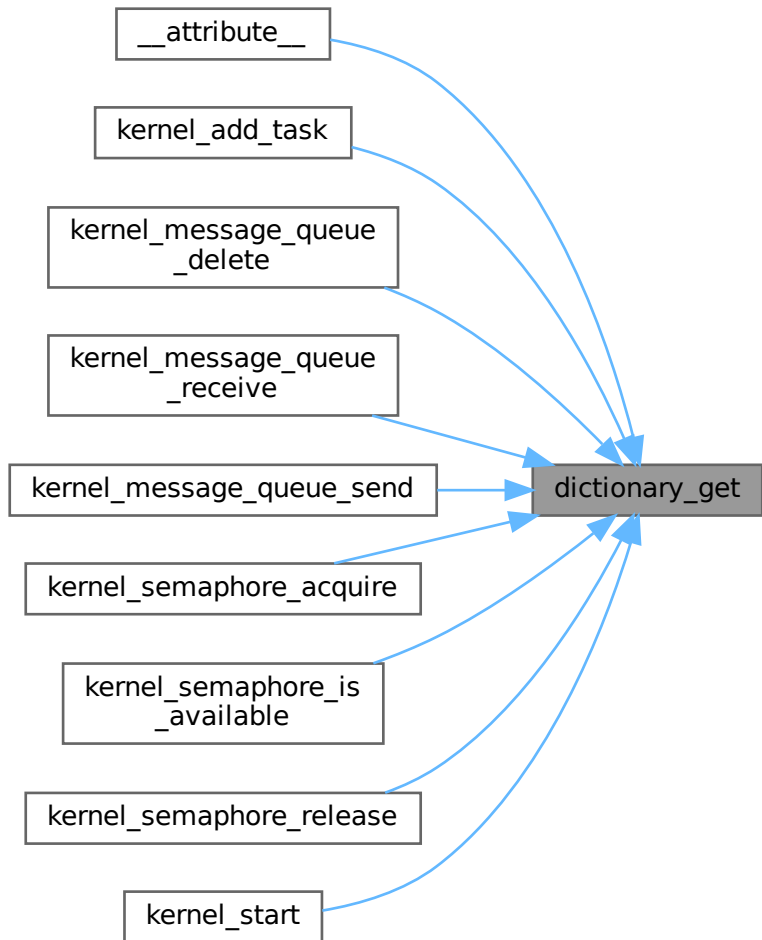 __attribute__
kernel_add_task
kernel_message_queue
_delete
kernel_message_queue
_receive
kernel_message_queue_send
dictionary_get
kernel_semaphore_acquire
kernel_semaphore_is
_available
kernel_semaphore_release
kernel_start